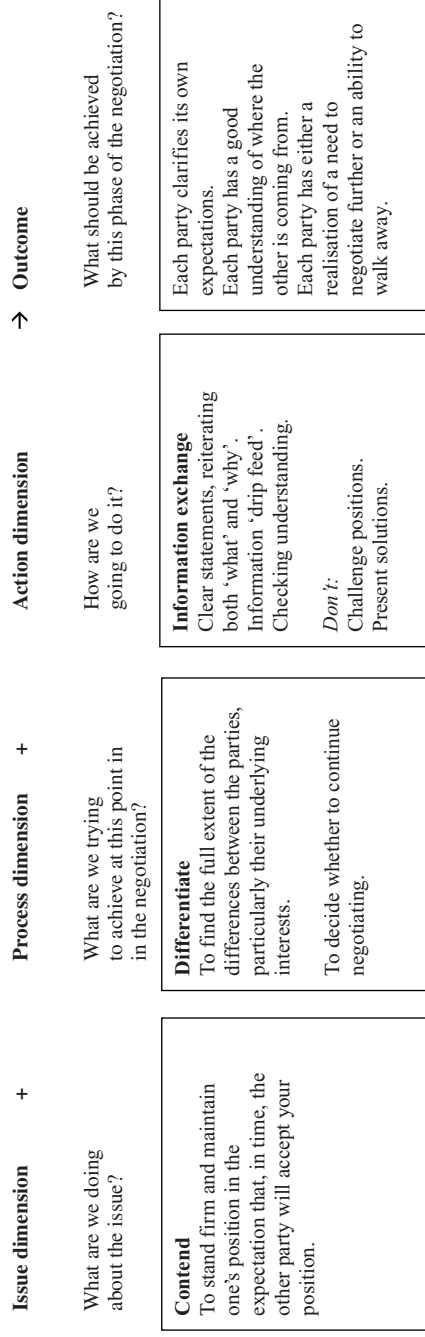 Issue dimension + Process dimension + Action dimension → Outcome
What are we doing
about the issue?
What are we trying
to achieve at this point in
in the negotiation?
How are we
going to do it?
What should be achieved
by this phase of the negotiation?
Contend
To stand firm and maintain
one's position in the
expectation that, in time, the
other party will accept your
position.
Differentiate
To find the full extent of the
differences between the parties,
particularly their underlying
interests.
To decide whether to continue
negotiating.
Information exchange
Clear statements, reiterating
both ‘what’ and ‘why’.
Information ‘drip feed’.
Checking understanding.
Don't:
Challenge positions.
Present solutions.
Each party clarifies its own
expectations.
Each party has a good
understanding of where the
other is coming from.
Each party has either a
realisation of a need to
negotiate further or an ability to
walk away.